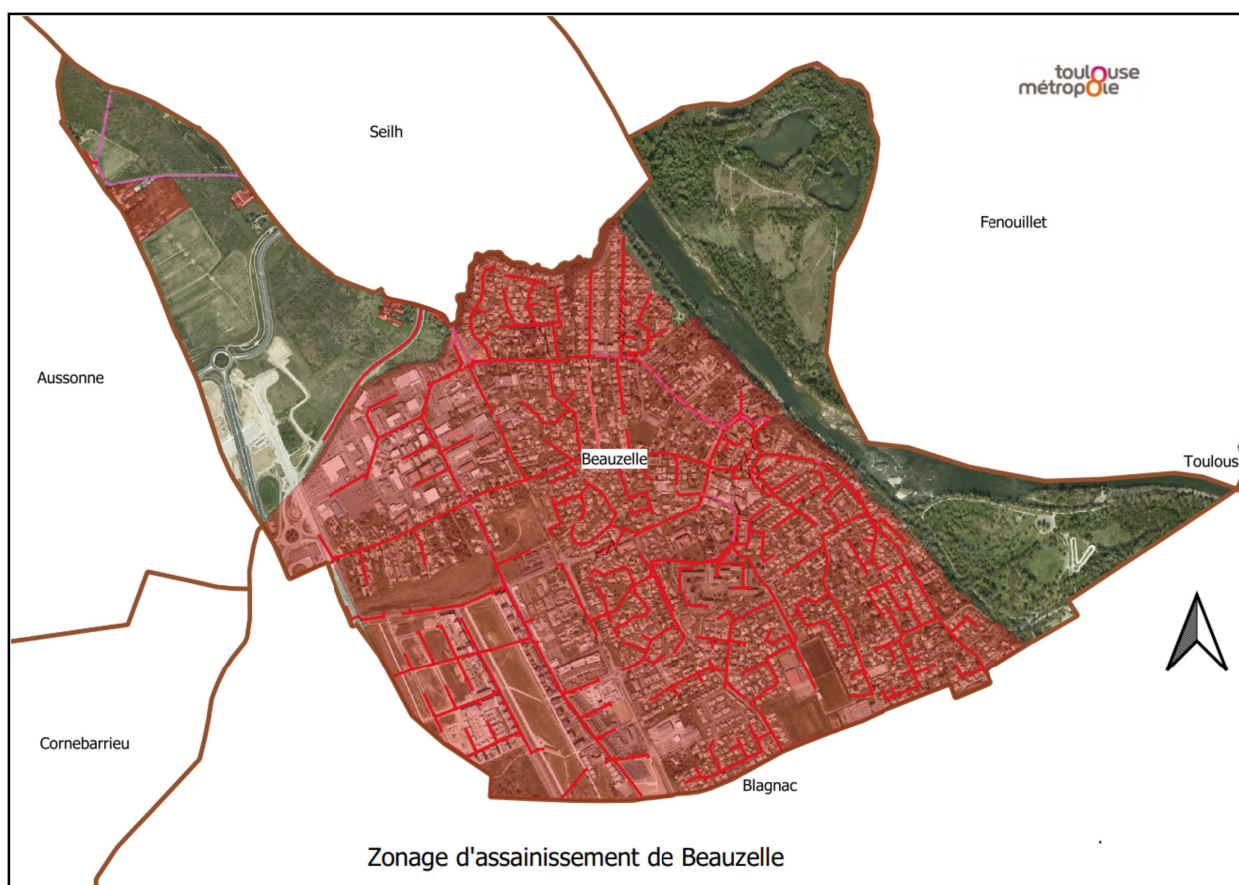 toulouse
métropole
Seilh
Fenouillet
Aussonne
Beauzelle
Toulous
Cornebarrieu
Blagnac
Zonage d'assainissement de Beauzelle